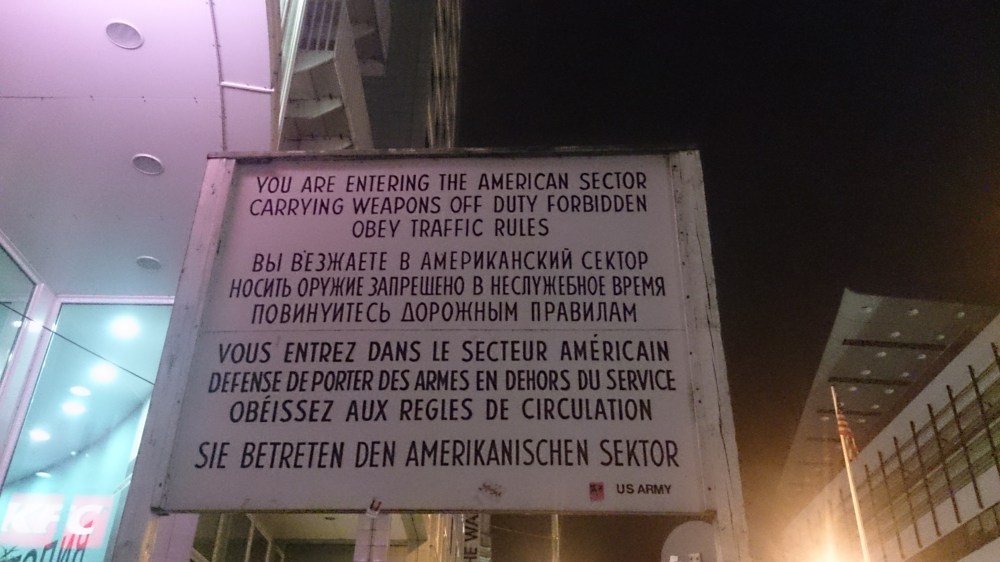 YOU ARE ENTERING THE AMERICAN SECTOR
CARRYING WEAPONS OFF DUTY FORBIDDEN
OBEY TRAFFIC RULES
ВЫ В'ЕЗЖАЕТЕ В АМЕРИКАНСКИЙ СЕКТОР
НОСИТЬ ОРУЖИЕ ЗАПРЕЩЕНО В НЕСЛУЖЕБНОЕ ВРЕМЯ
ПОВИНУИТЕСЬ ДОРОЖНЫМ ПРАВИЛАМ
VOUS ENTREZ DANS LE SECTEUR AMÉRICAIN
DEFENSE DE PORTER DES ARMES EN DEHORS DU SERVICE
OBÉISSEZ AUX REGLES DE CIRCULATION
SIE BETRETEN DEN AMERIKANISCHEN SEKTOR
US ARMY
KFC